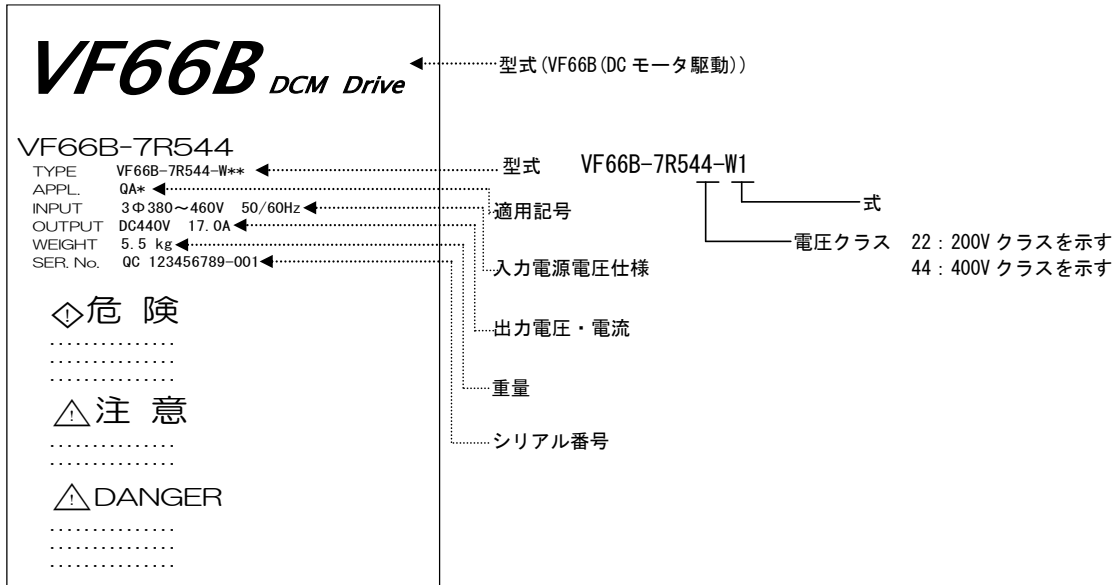 VF66B DCM Drive
型式(VF66B(DCモータ駆動))
VF66B-7R544
TYPE VF66B-7R544-W**
型式 VF66B-7R544-W1
APPL. QA*
適用記号
式
INPUT 3Φ380～460V 50/60Hz
OUTPUT DC440V 17.0A
電圧クラス 22：200Vクラスを示す
44：400Vクラスを示す
WEIGHT 5.5 kg
SER. No. QC 123456789-001
入力電源電圧仕様
出力電圧・電流
重量
シリアル番号
危 険
...............
...............
...............
注 意
...............
...............
DANGER
...............
...............
...............